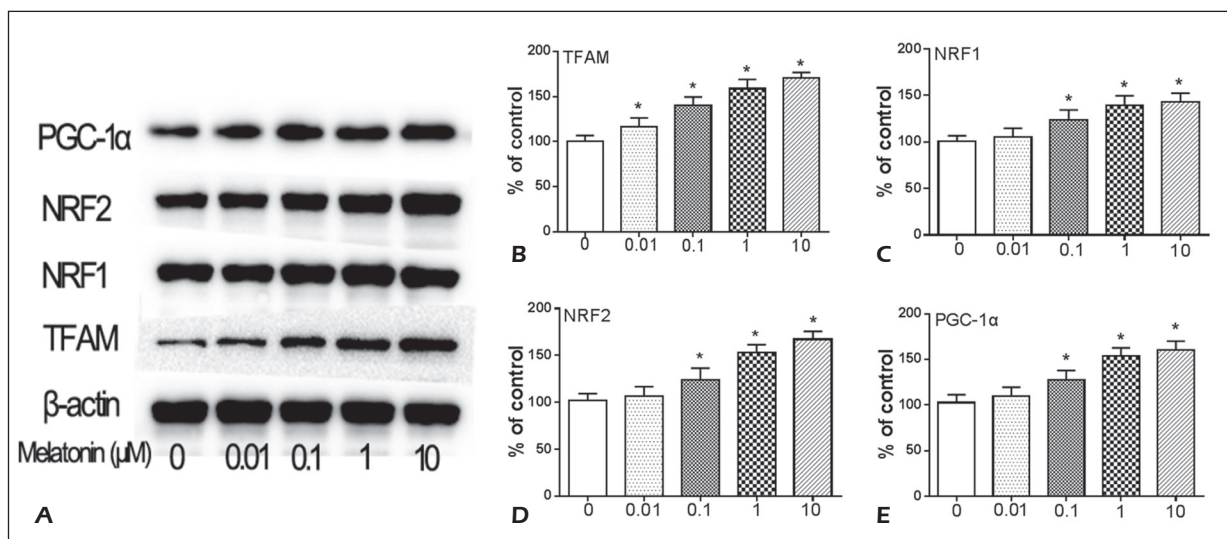 PGC-1α
NRF2
NRF1
TFAM
β-actin
Melatonin (µM) 0 0.01 0.1 1 10
A
TFAM
% of control
200
150
100
50
0
* * * *
0 0.01 0.1 1 10
B
NRF1
% of control
200
150
100
50
0
* * *
0 0.01 0.1 1 10
C
NRF2
% of control
200
150
100
50
0
* * *
0 0.01 0.1 1 10
D
PGC-1α
% of control
200
150
100
50
0
* * *
0 0.01 0.1 1 10
E